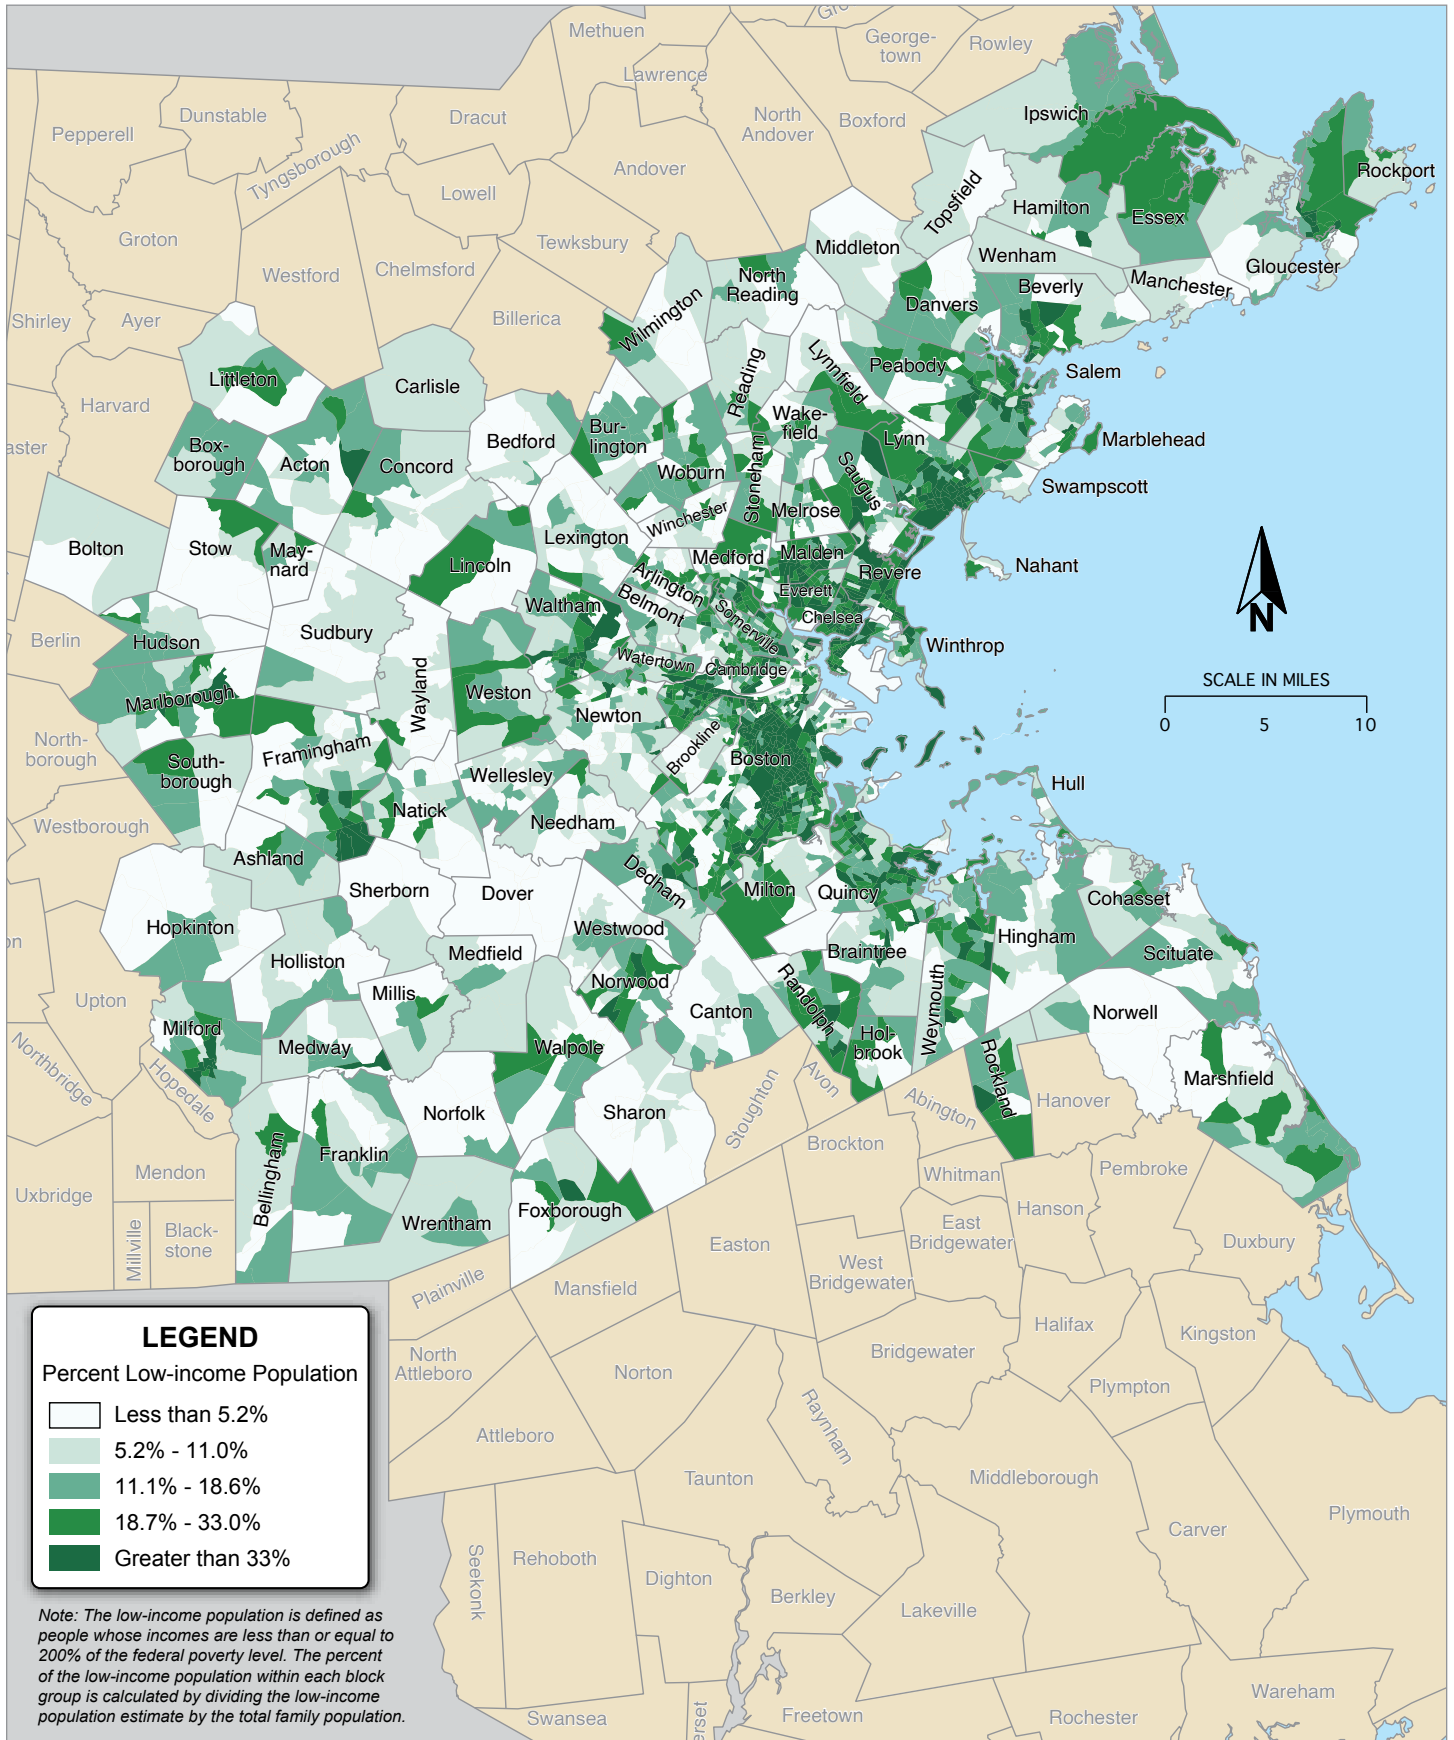 Methuen
George-
town
Rowley
Lawrence
Dunstable
Dracut
North
Andover
Boxford
Ipswich
Pepperell
Tyngsborough
Andover
Rockport
Lowell
Topsfield
Hamilton
Essex
Groton
Tewksbury
Middleton
Wenham
Westford
Chelmsford
North
Reading
Beverly
Manchester
Gloucester
Shirley
Ayer
Billerica
Wilmington
Danvers
Littleton
Carlisle
Reading
Lynnfield
Peabody
Salem
Harvard
Wake-
field
Bur-
lington
Marblehead
aster
Box-
borough
Acton
Concord
Bedford
Woburn
Stoneham
Lynn
Saugus
Swampscott
Winchester
Melrose
Bolton
Stow
May-
nard
Lexington
Lincoln
Medford
Malden
Revere
Nahant
N
Arlington
Everett
Waltham
Belmont
Somerville
Chelsea
Berlin
Hudson
Sudbury
Winthrop
Watertown
Cambridge
SCALE IN MILES
0
5
10
Marlborough
Wayland
Weston
Newton
North-
borough
Framingham
Brookline
Boston
South-
borough
Wellesley
Hull
Natick
Needham
Westborough
Ashland
Dedham
Sherborn
Dover
Milton
Quincy
Cohasset
Hopkinton
Westwood
Hingham
on
Holliston
Medfield
Braintree
Scituate
Upton
Millis
Norwood
Randolph
Canton
Weymouth
Norwell
Milford
Medway
Walpole
Hol-
brook
Northbridge
Hopedale
Rockland
Marshfield
Norfolk
Sharon
Stoughton
Avon
Abington
Hanover
Brockton
Bellingham
Franklin
Mendon
Whitman
Pembroke
Uxbridge
Foxborough
Hanson
Wrentham
Millville
Black-
stone
Easton
East
Bridgewater
Duxbury
West
Bridgewater
Plainville
Mansfield
Halifax
Kingston
LEGEND
Percent Low-income Population
Less than 5.2%
5.2% - 11.0%
11.1% - 18.6%
18.7% - 33.0%
Greater than 33%
North
Attleboro
Norton
Bridgewater
Plympton
Raynham
Attleboro
Taunton
Middleborough
Plymouth
Carver
Seekonk
Rehoboth
Dighton
Berkley
Lakeville
Note: The low-income population is defined as
people whose incomes are less than or equal to
200% of the federal poverty level. The percent
of the low-income population within each block
group is calculated by dividing the low-income
population estimate by the total family population.
Wareham
Swansea
erset
Freetown
Rochester